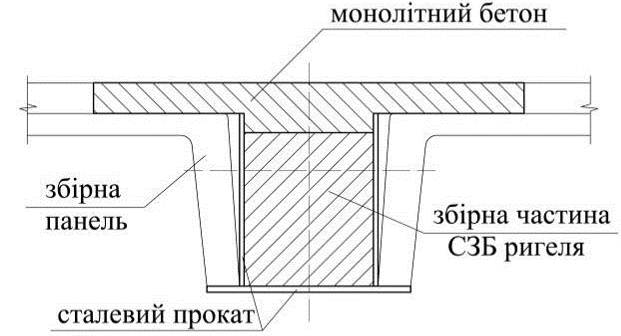 монолітний бетон
збірна
панель
збірна частина
СЗБ ригеля
сталевий прокат